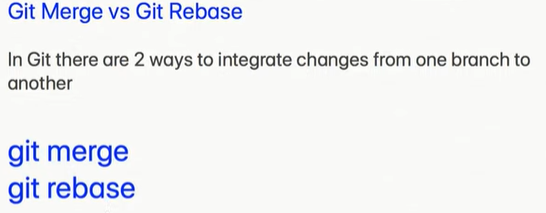 Git Merge vs Git Rebase
In Git there are 2 ways to integrate changes from one branch to
another
git merge
git rebase